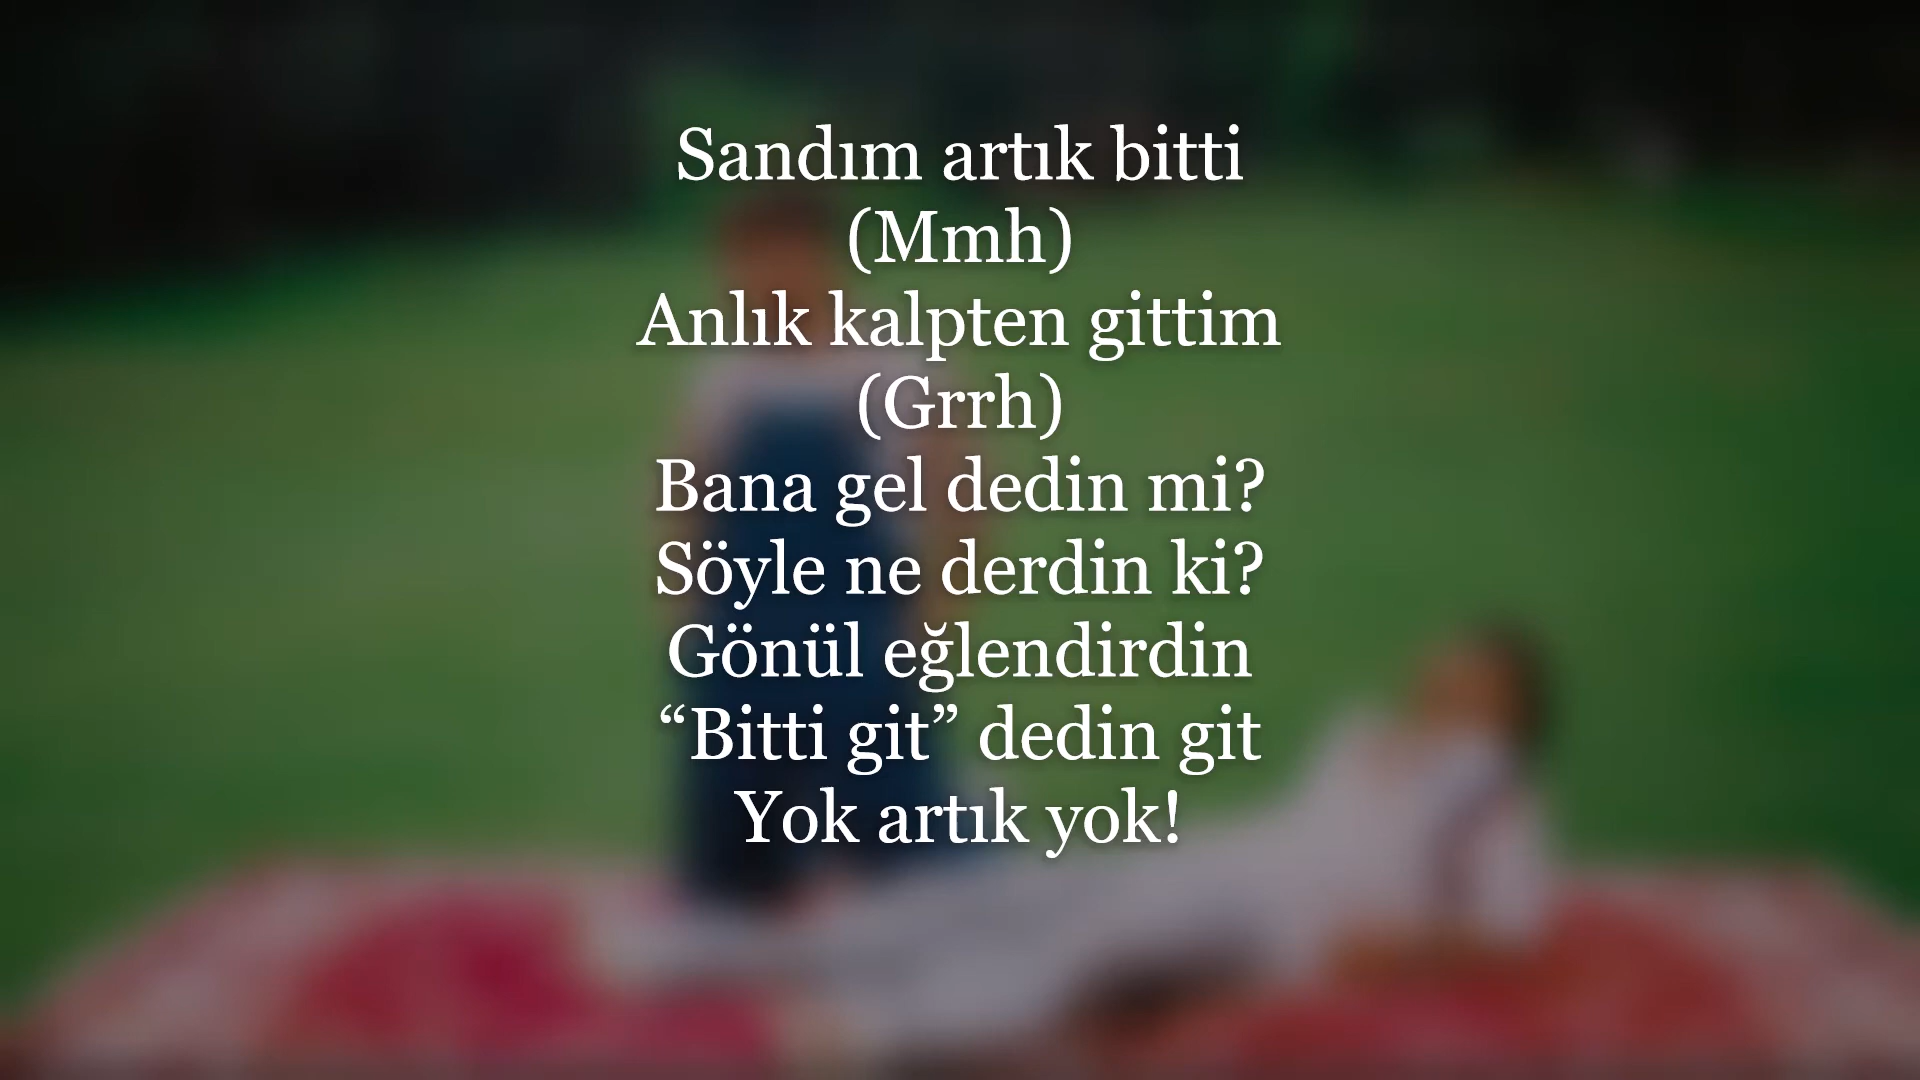 Sandım artık bitti
(Mmh)
Anlık kalpten gittim
(Grrh)
Bana gel dedin mi?
Söyle ne derdin ki?
Gönül eğlendirdin
“Bitti git” dedin git
Yok artık yok!